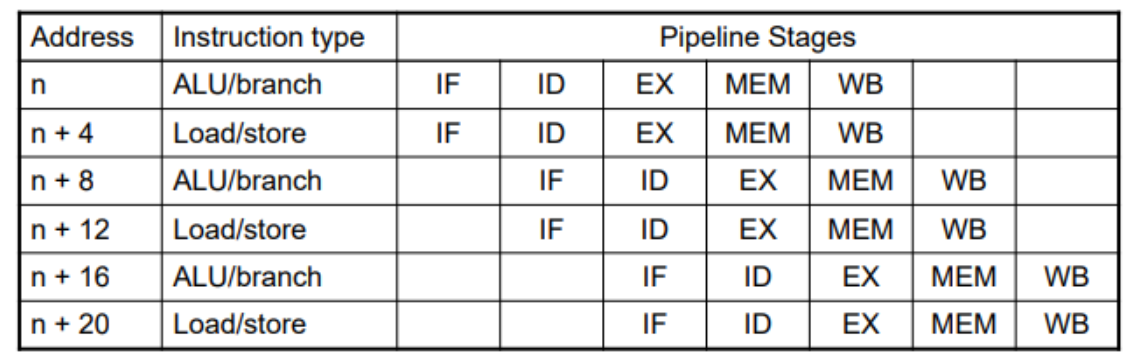 Address Instruction type Pipeline Stages
n ALU/branch IF ID EX MEM WB
n + 4 Load/store IF ID EX MEM WB
n + 8 ALU/branch IF ID EX MEM WB
n + 12 Load/store IF ID EX MEM WB
n + 16 ALU/branch IF ID EX MEM WB
n + 20 Load/store IF ID EX MEM WB